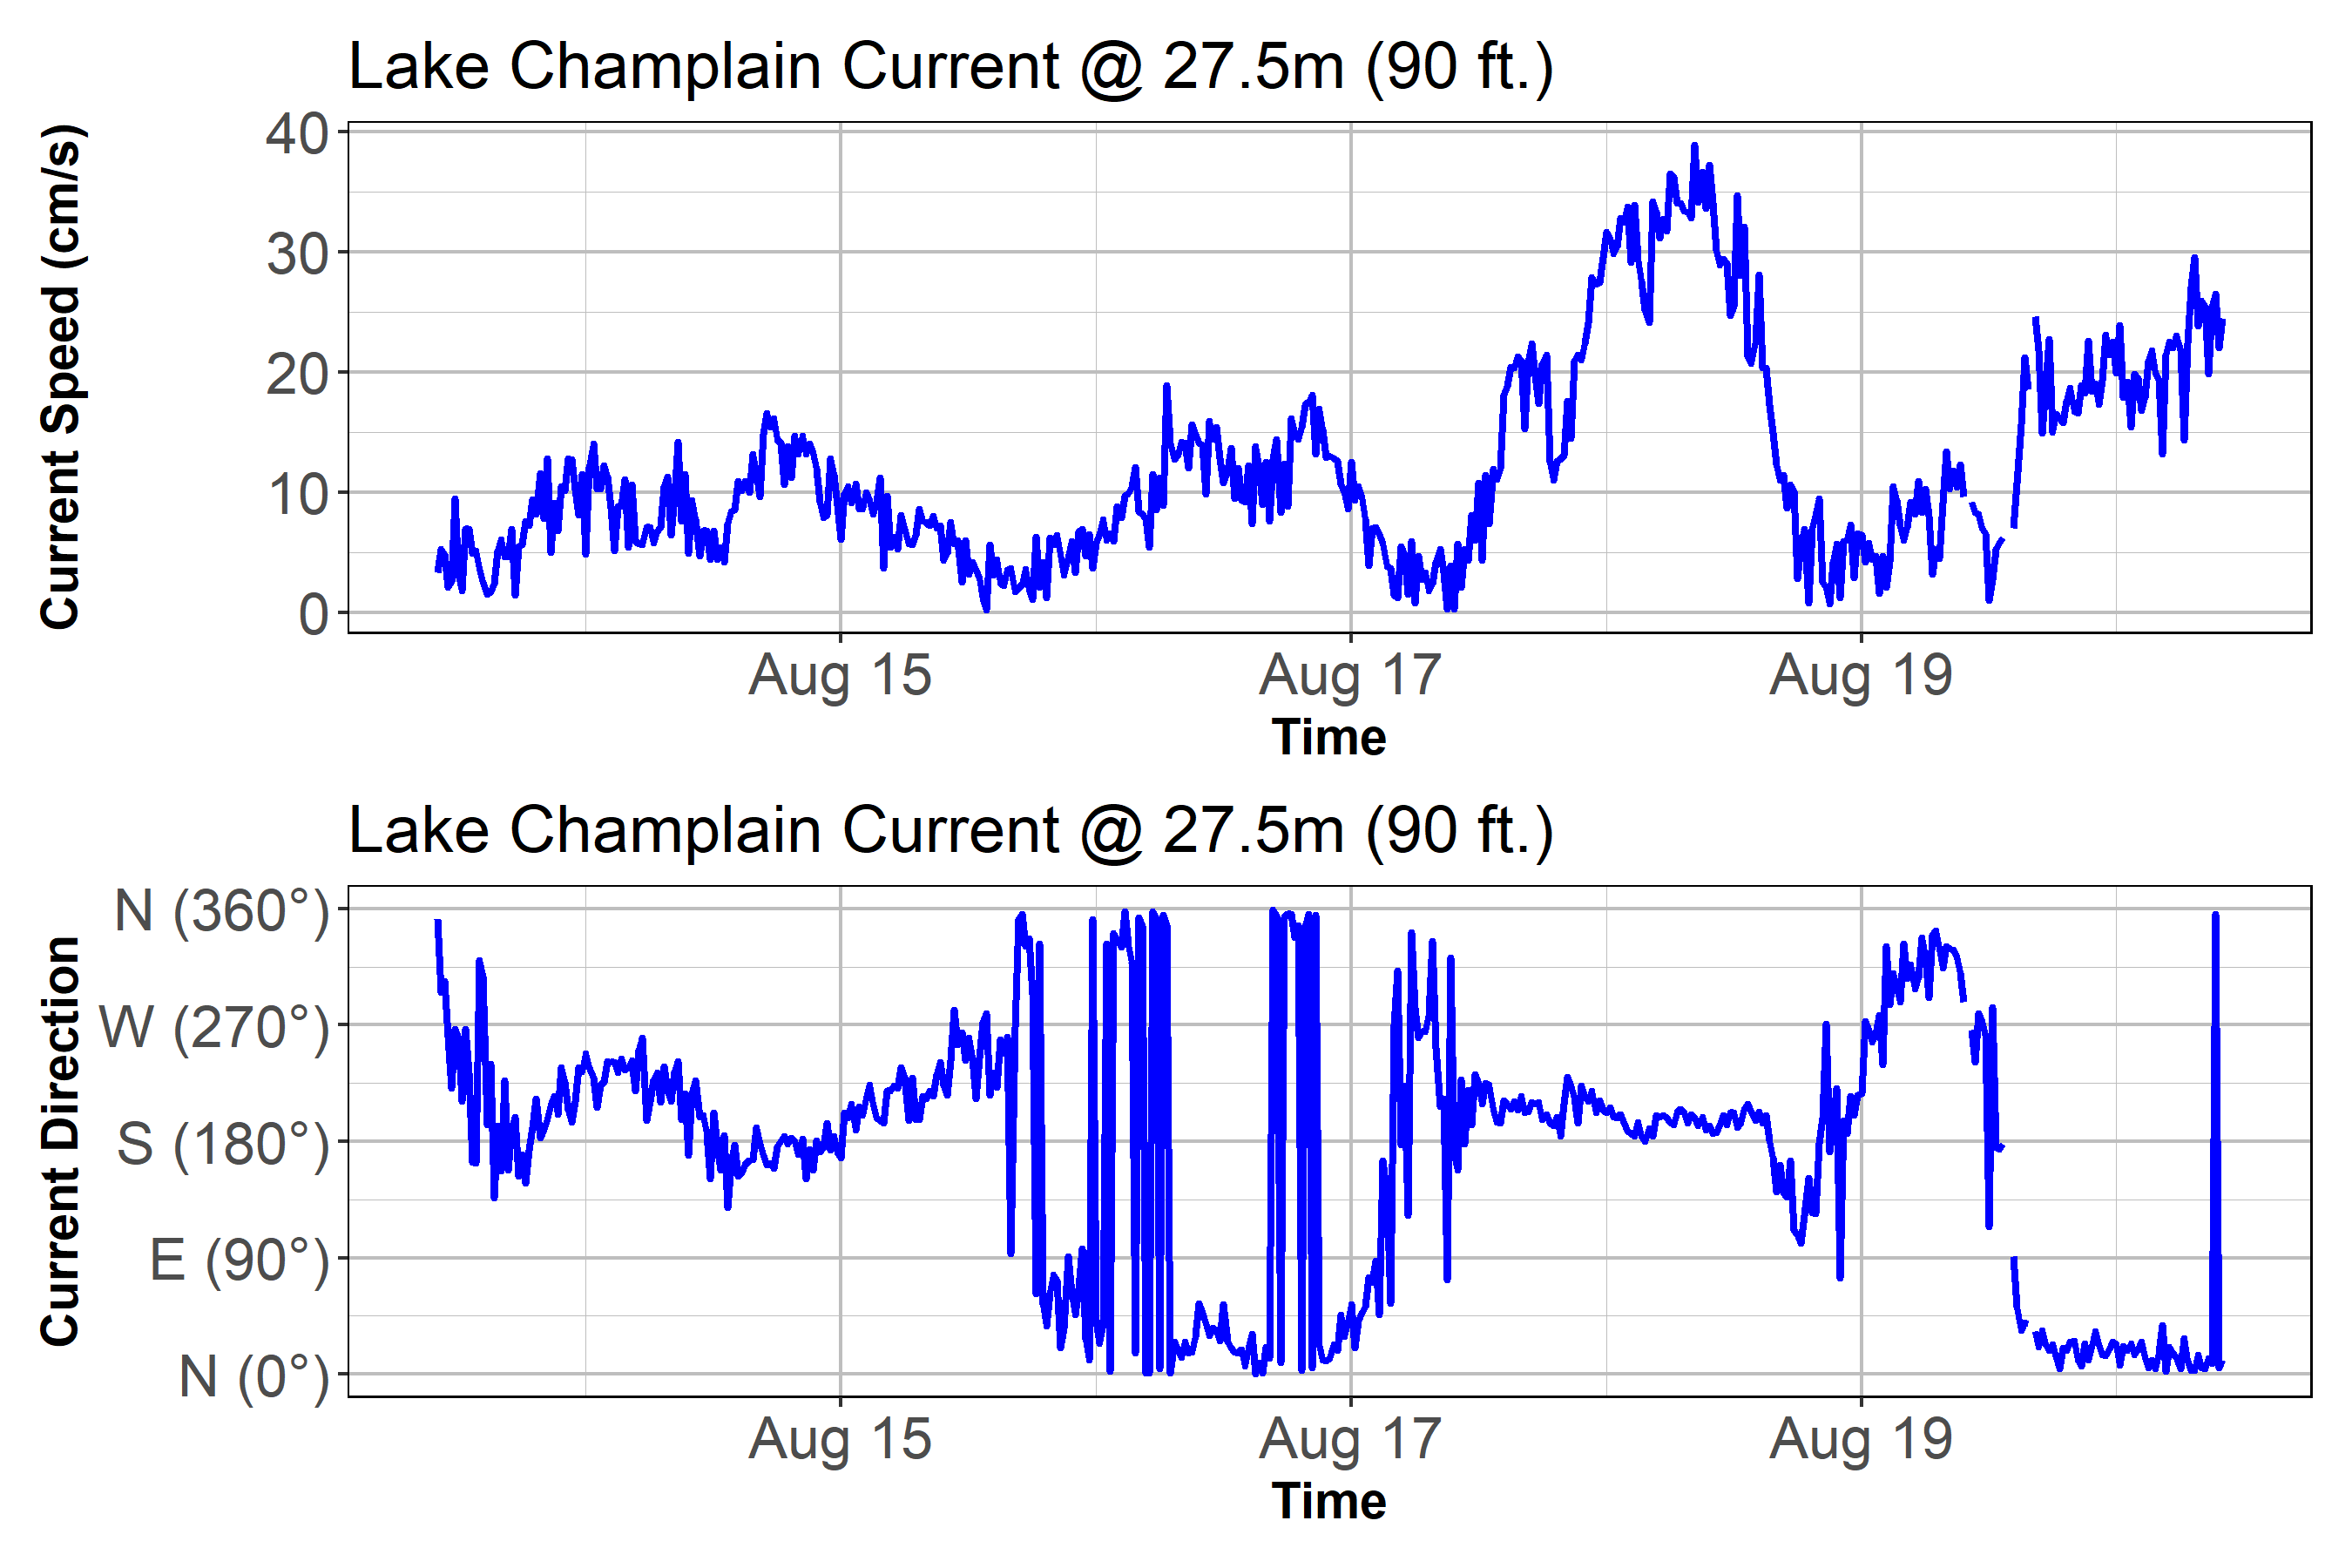 Lake Champlain Current @ 27.5m (90 ft.)
Current Speed (cm/s)
40
30
20
10
0
Aug 15 Aug 17 Aug 19
Time
Lake Champlain Current @ 27.5m (90 ft.)
Current Direction
N (360°)
W (270°)
S (180°)
E (90°)
N (0°)
Aug 15 Aug 17 Aug 19
Time